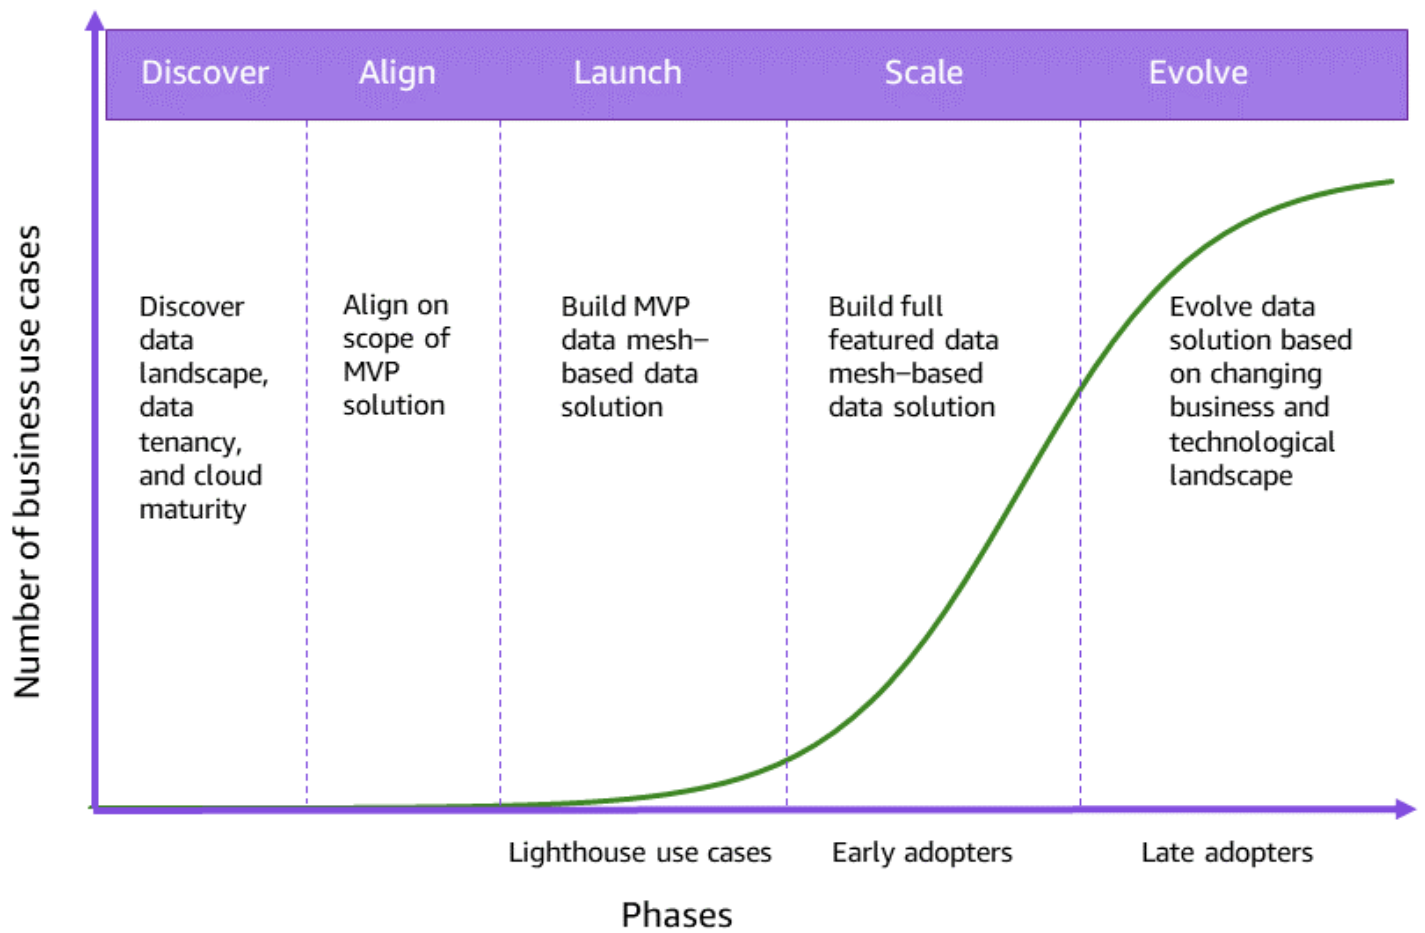 Discover
Align
Launch
Scale
Evolve
Number of business use cases
Discover
data
landscape,
data
tenancy,
and cloud
maturity
Align on
scope of
MVP
solution
Build MVP
data mesh–
based data
solution
Build full
featured data
mesh–based
data solution
Evolve data
solution based
on changing
business and
technological
landscape
Lighthouse use cases
Early adopters
Late adopters
Phases